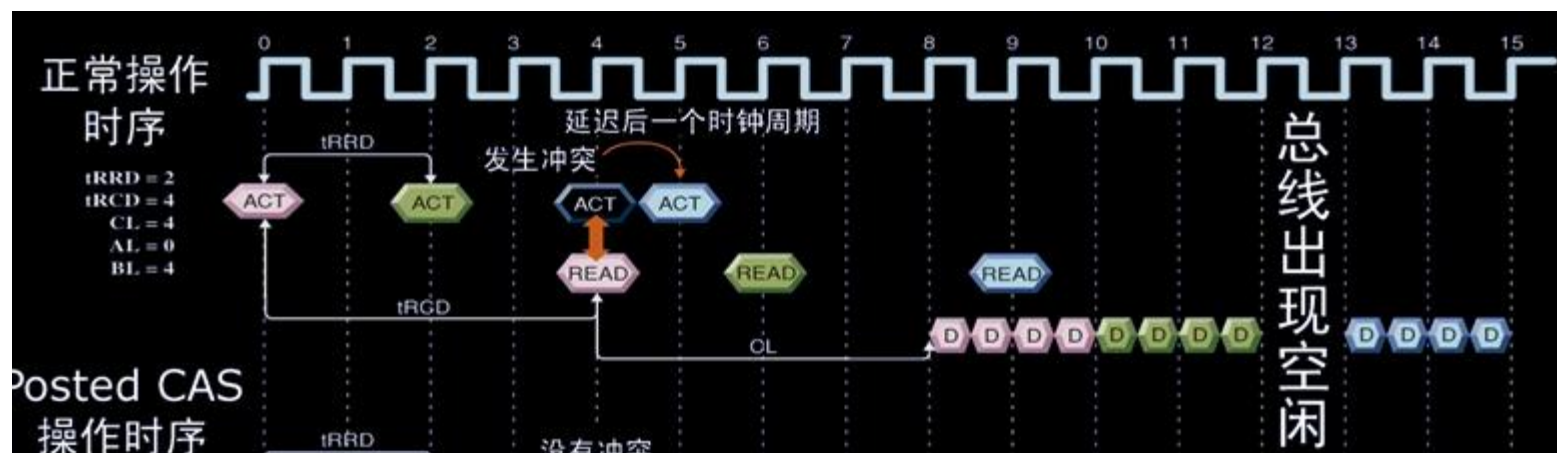 0 1 2 3 4 5 6 7 8 9 10 11 12 13 14 15
正常操作
时序
延迟后一个时钟周期
tRRD
发生冲突
tRRD = 2
tRCD = 4
CL = 4
AL = 0
BL = 4
ACT ACT ACT ACT
READ READ READ
tRCD
CL
D D D D D D D D D D D D
总线出现空闲
Posted CAS
操作时序
tRRD
没有冲突